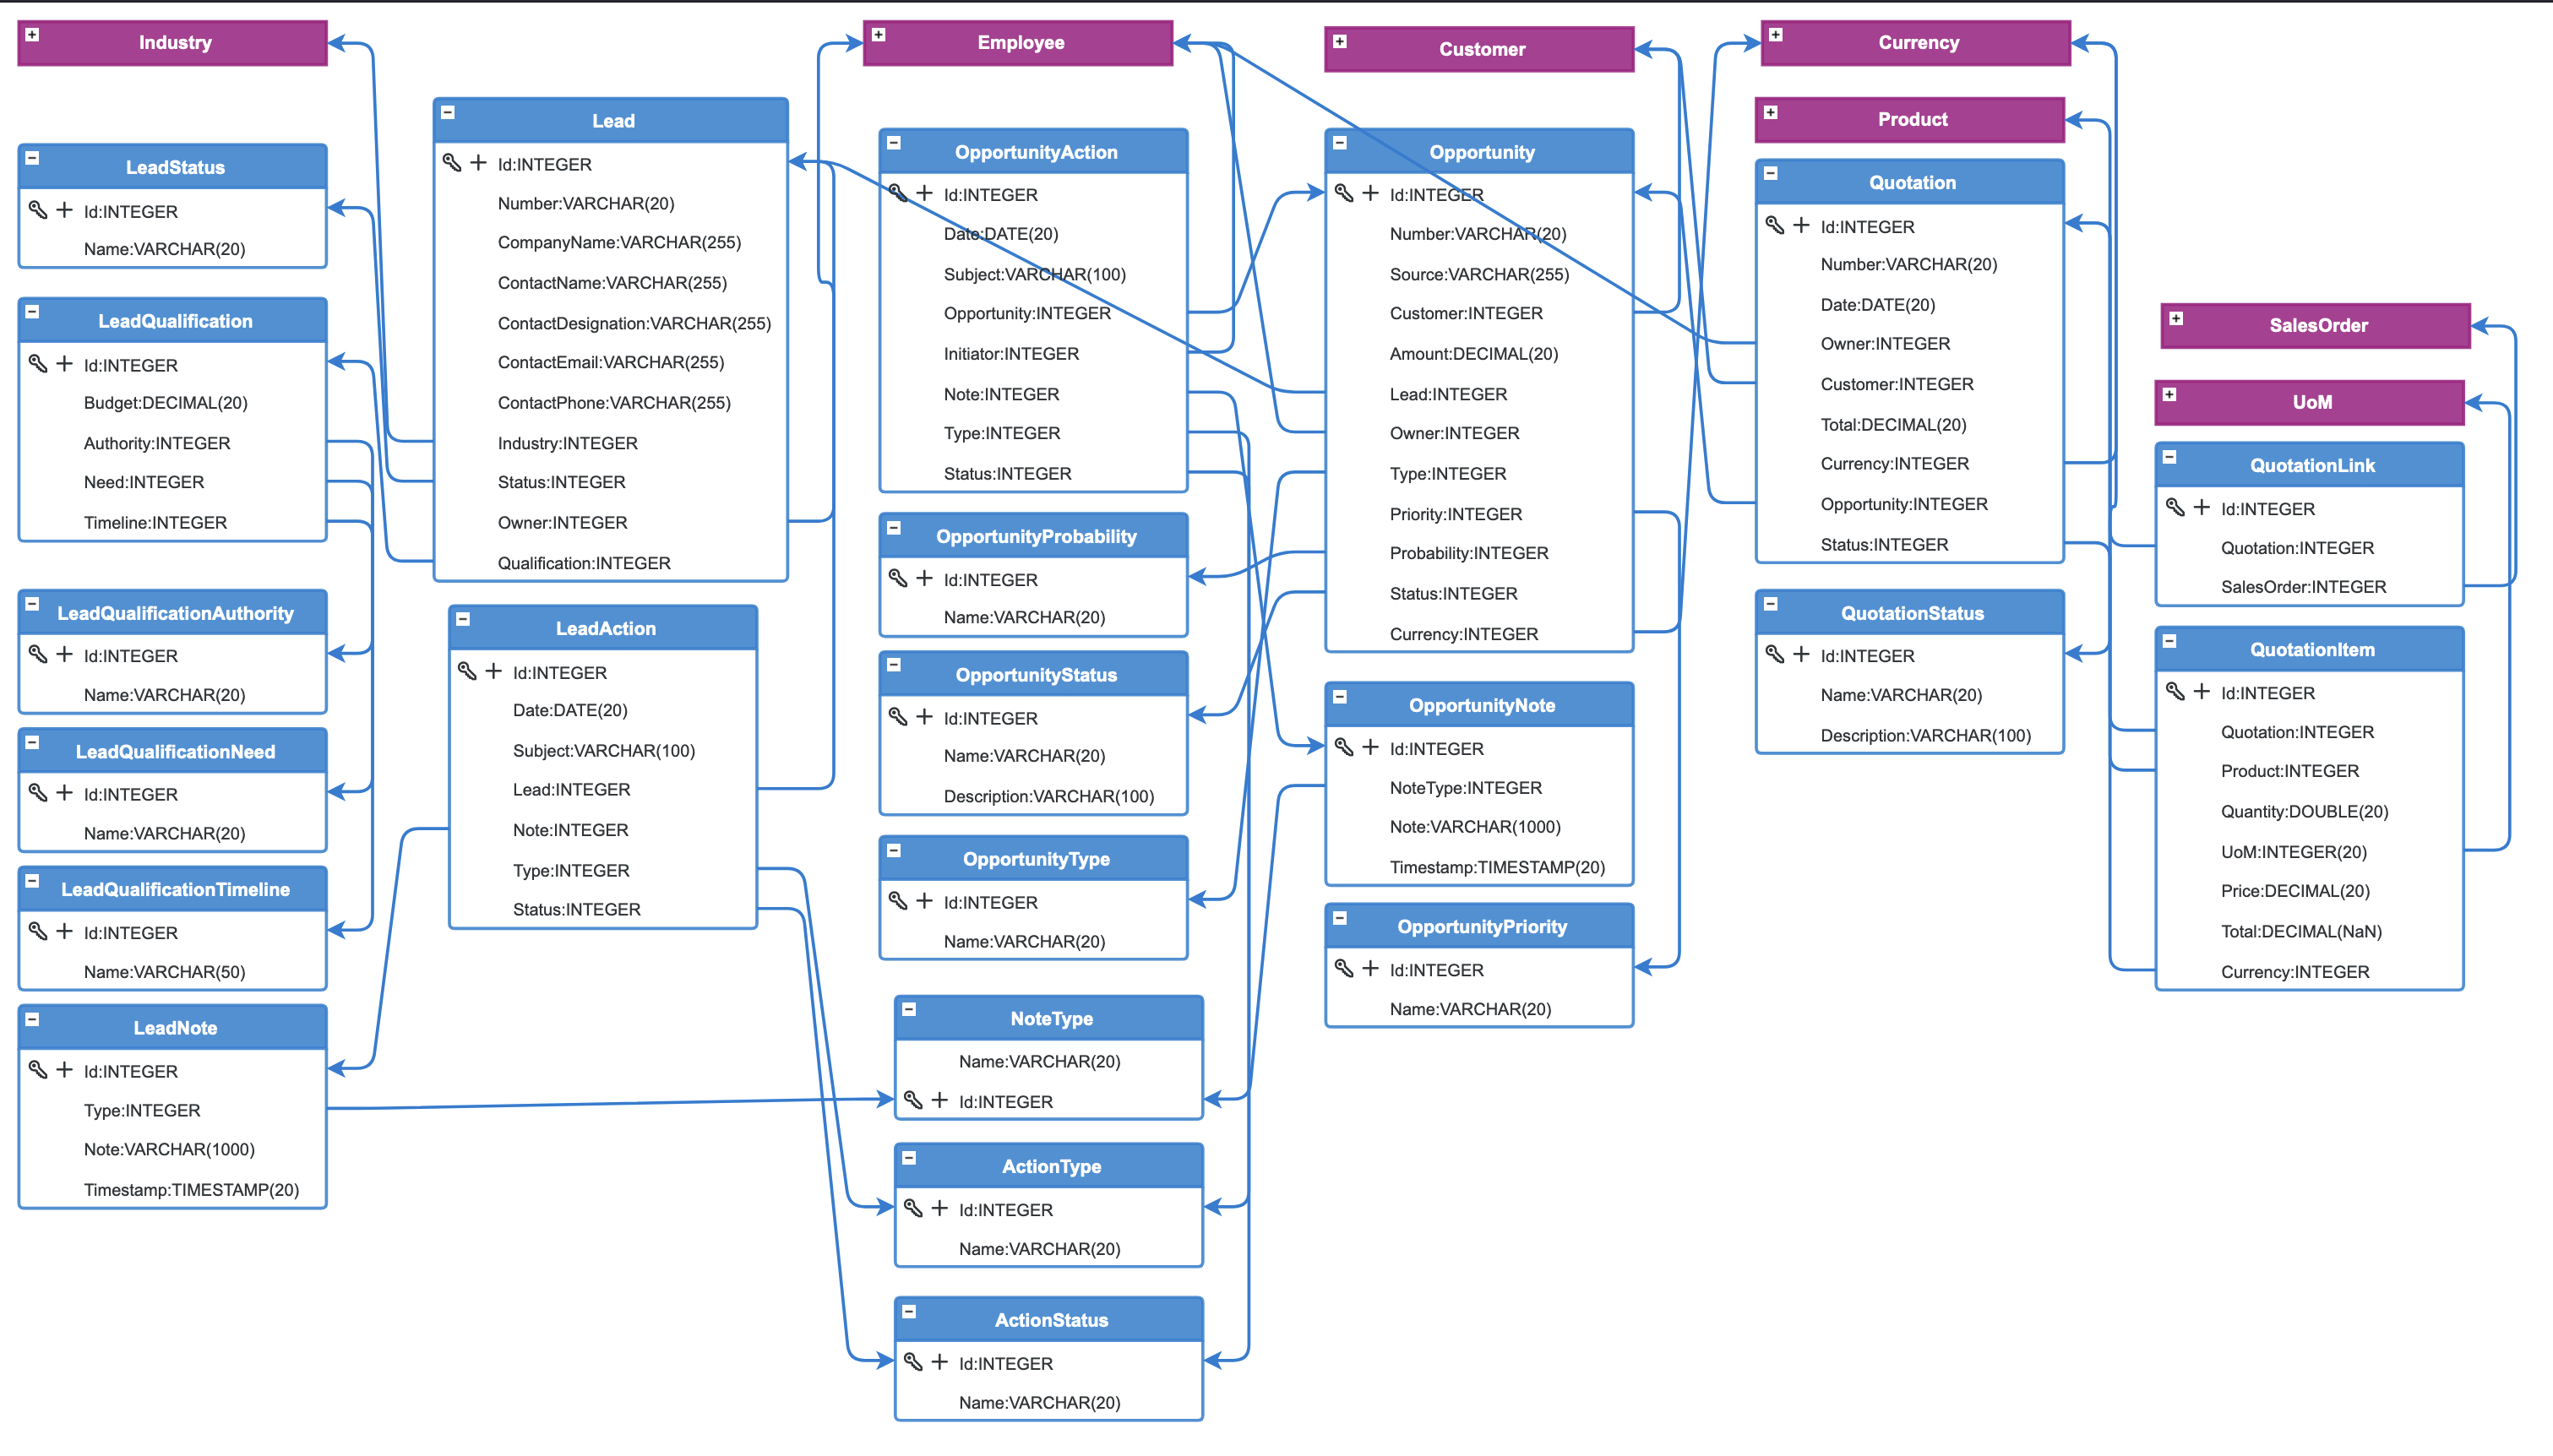 Industry
LeadStatus
Id:INTEGER
Name:VARCHAR(20)
LeadQualification
Id:INTEGER
Budget:DECIMAL(20)
Authority:INTEGER
Need:INTEGER
Timeline:INTEGER
LeadQualificationAuthority
Id:INTEGER
Name:VARCHAR(20)
LeadQualificationNeed
Id:INTEGER
Name:VARCHAR(20)
LeadQualificationTimeline
Id:INTEGER
Name:VARCHAR(50)
LeadNote
Id:INTEGER
Type:INTEGER
Note:VARCHAR(1000)
Timestamp:TIMESTAMP(20)
Lead
Id:INTEGER
Number:VARCHAR(20)
CompanyName:VARCHAR(255)
ContactName:VARCHAR(255)
ContactDesignation:VARCHAR(255)
ContactEmail:VARCHAR(255)
ContactPhone:VARCHAR(255)
Industry:INTEGER
Status:INTEGER
Owner:INTEGER
Qualification:INTEGER
LeadAction
Id:INTEGER
Date:DATE(20)
Subject:VARCHAR(100)
Lead:INTEGER
Note:INTEGER
Type:INTEGER
Status:INTEGER
Employee
OpportunityAction
Id:INTEGER
Date:DATE(20)
Subject:VARCHAR(100)
Opportunity:INTEGER
Initiator:INTEGER
Note:INTEGER
Type:INTEGER
Status:INTEGER
OpportunityProbability
Id:INTEGER
Name:VARCHAR(20)
OpportunityStatus
Id:INTEGER
Name:VARCHAR(20)
Description:VARCHAR(100)
OpportunityType
Id:INTEGER
Name:VARCHAR(20)
NoteType
Name:VARCHAR(20)
Id:INTEGER
ActionType
Id:INTEGER
Name:VARCHAR(20)
ActionStatus
Id:INTEGER
Name:VARCHAR(20)
Customer
Opportunity
Id:INTEGER
Number:VARCHAR(20)
Source:VARCHAR(255)
Customer:INTEGER
Amount:DECIMAL(20)
Lead:INTEGER
Owner:INTEGER
Type:INTEGER
Priority:INTEGER
Probability:INTEGER
Status:INTEGER
Currency:INTEGER
OpportunityNote
Id:INTEGER
NoteType:INTEGER
Note:VARCHAR(1000)
Timestamp:TIMESTAMP(20)
OpportunityPriority
Id:INTEGER
Name:VARCHAR(20)
Currency
Product
Quotation
Id:INTEGER
Number:VARCHAR(20)
Date:DATE(20)
Owner:INTEGER
Customer:INTEGER
Total:DECIMAL(20)
Currency:INTEGER
Opportunity:INTEGER
Status:INTEGER
QuotationStatus
Id:INTEGER
Name:VARCHAR(20)
Description:VARCHAR(100)
SalesOrder
UoM
QuotationLink
Id:INTEGER
Quotation:INTEGER
SalesOrder:INTEGER
QuotationItem
Id:INTEGER
Quotation:INTEGER
Product:INTEGER
Quantity:DOUBLE(20)
UoM:INTEGER(20)
Price:DECIMAL(20)
Total:DECIMAL(NaN)
Currency:INTEGER